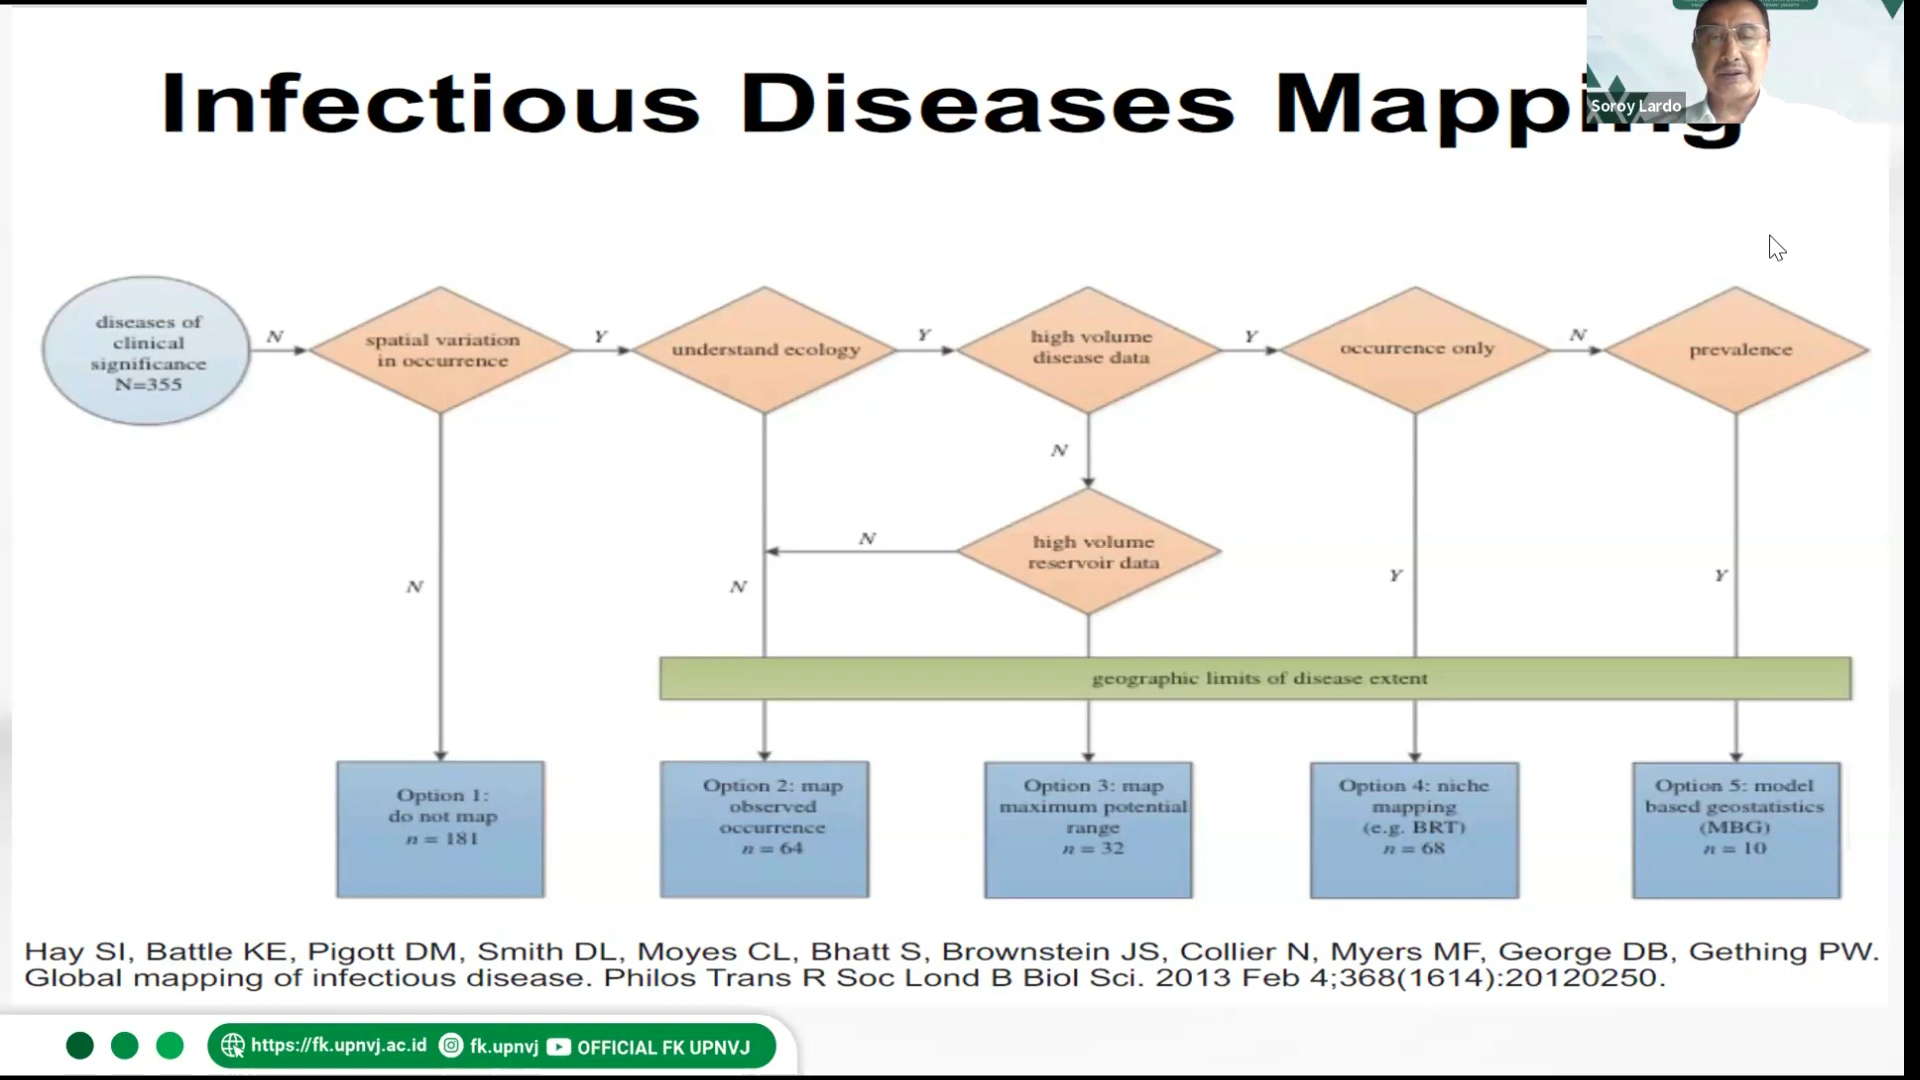 Infectious Diseases Mapping
Soroy Lardo
diseases of
clinical
significance
N=355
N
spatial variation
in occurrence
Y
understand ecology
Y
high volume
disease data
Y
occurrence only
N
prevalence
N
high volume
reservoir data
N
N
N
Y
Y
geographic limits of disease extent
Option 1:
do not map
n = 181
Option 2: map
observed
occurrence
n = 64
Option 3: map
maximum potential
range
n = 32
Option 4: niche
mapping
(e.g. BRT)
n = 68
Option 5: model
based geostatistics
(MBG)
n = 10
Hay SI, Battle KE, Pigott DM, Smith DL, Moyes CL, Bhatt S, Brownstein JS, Collier N, Myers MF, George DB, Gething PW.
Global mapping of infectious disease. Philos Trans R Soc Lond B Biol Sci. 2013 Feb 4;368(1614):20120250.
https://fk.upnvj.ac.id fk.upnvj OFFICIAL FK UPNVJ